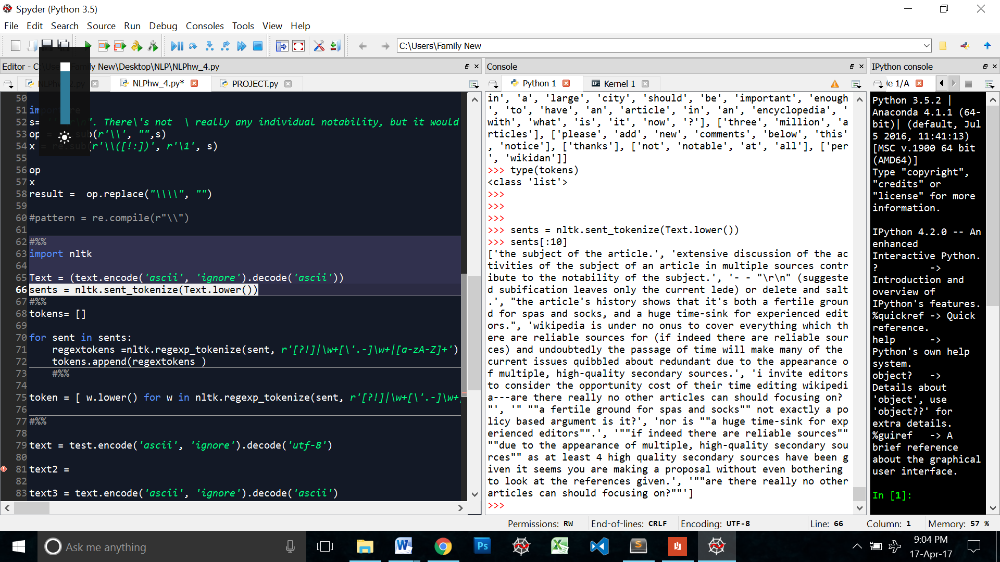 Spyder (Python 3.5)
File Edit Search Source Run Debug Consoles Tools View Help
C:\Users\Family New
Editor - C:\Users\Family New\Desktop\NLP\NLPhw_4.py
NLPhw_4.py*
PROJECT.py
50
51
52 s= . There\'s not  \ really any individual notability, but it would
53 op = (r'\\', "",s)
54 x = re.sub(r'\\([!:])', r'\1', s)
55
56 op
57 x
58 result =  op.replace("\\\\", "")
59
60 #pattern = re.compile(r"\\")
61
62 #%%
63 import nltk
64
65 Text = (text.encode('ascii', 'ignore').decode('ascii'))
66 sents = nltk.sent_tokenize(Text.lower())
67 #%%
68 tokens= []
69
70 for sent in sents:
71     regextokens =nltk.regexp_tokenize(sent, r'[?!]|\w+[\'.-]\w+|[a-zA-Z]+')
72     tokens.append(regextokens )
73     #%%
74
75 token = [ w.lower() for w in nltk.regexp_tokenize(sent, r'[?!]|\w+[\'.-]\w+
76
77 #%%
78
79 text = test.encode('ascii', 'ignore').decode('utf-8')
80
81 text2 =
82
83 text3 = text.encode('ascii', 'ignore').decode('ascii')
Console
Python 1
Kernel 1
in', 'a', 'large', 'city', 'should', 'be', 'important', 'enough
', 'to', 'have', 'an', 'article', 'in', 'an', 'encyclopedia', '
with', 'what', 'is', 'it', 'now', '?'], ['three', 'million', 'a
rticles'], ['please', 'add', 'new', 'comments', 'below', 'this'
, 'notice'], ['thanks'], ['not', 'notable', 'at', 'all'], ['per
', 'wikidan']]
>>> type(tokens)
<class 'list'>
>>>
>>>
>>>
>>> sents = nltk.sent_tokenize(Text.lower())
>>> sents[:10]
['the subject of the article.', 'extensive discussion of the ac
tivities of the subject of an article in multiple sources contr
ibute to the notability of the subject.', '- - "\r\n" (suggeste
d subification leaves only the current lede) or delete and salt
.', "the article's history shows that it's both a fertile groun
d for spas and socks, and a huge time-sink for experienced edit
ors.", 'wikipedia is under no onus to cover everything which th
ere are reliable sources for (if indeed there are reliable sour
ces) and undoubtedly the passage of time will make many of the
current issues quibbled about redundant due to the appearance o
f multiple, high-quality secondary sources.', 'i invite editors
to consider the opportunity cost of their time editing wikipedi
a---are there really no other articles can should focusing on?
"', '" ""a fertile ground for spas and socks"" not exactly a po
licy based argument is it?', 'nor is ""a huge time-sink for exp
erienced editors"".', '""if indeed there are reliable sources""
""due to the appearance of multiple, high-quality secondary sou
rces"" as at least 4 high quality secondary sources have been g
iven it seems you are making a proposal without even bothering
to look at the references given.', '""are there really no other
articles can should focusing on?""']
>>>
IPython console
le 1/A
Python 3.5.2 |
Anaconda 4.1.1 (64-
bit)| (default, Jul
5 2016, 11:41:13)
[MSC v.1900 64 bit
(AMD64)]
Type "copyright",
"credits" or
"license" for more
information.
IPython 4.2.0 -- An
enhanced
Interactive Python.
?         ->
Introduction and
overview of
IPython's features.
%quickref -> Quick
reference.
help      ->
Python's own help
system.
object?   ->
Details about
'object', use
'object??' for
extra details.
%guiref   -> A
brief reference
about the graphical
user interface.
In [1]:
Permissions: RW
End-of-lines: CRLF
Encoding: UTF-8
Line: 66
Column: 1
Memory: 57 %
Ask me anything
9:04 PM
17-Apr-17